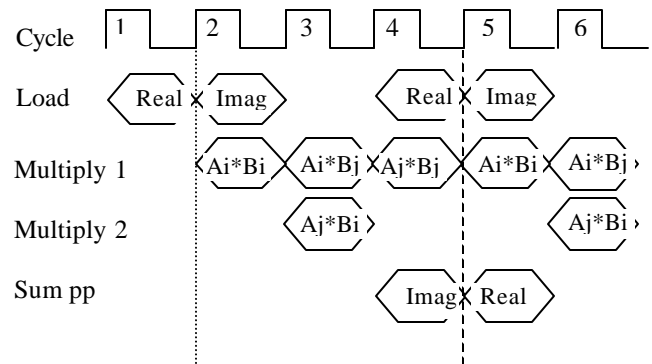 Cycle 1 2 3 4 5 6
Load Real Imag Real Imag
Multiply 1 Ai*Bi Ai*Bj Aj*Bj Ai*Bi Ai*Bj
Multiply 2 Aj*Bi Aj*Bi
Sum pp Imag Real